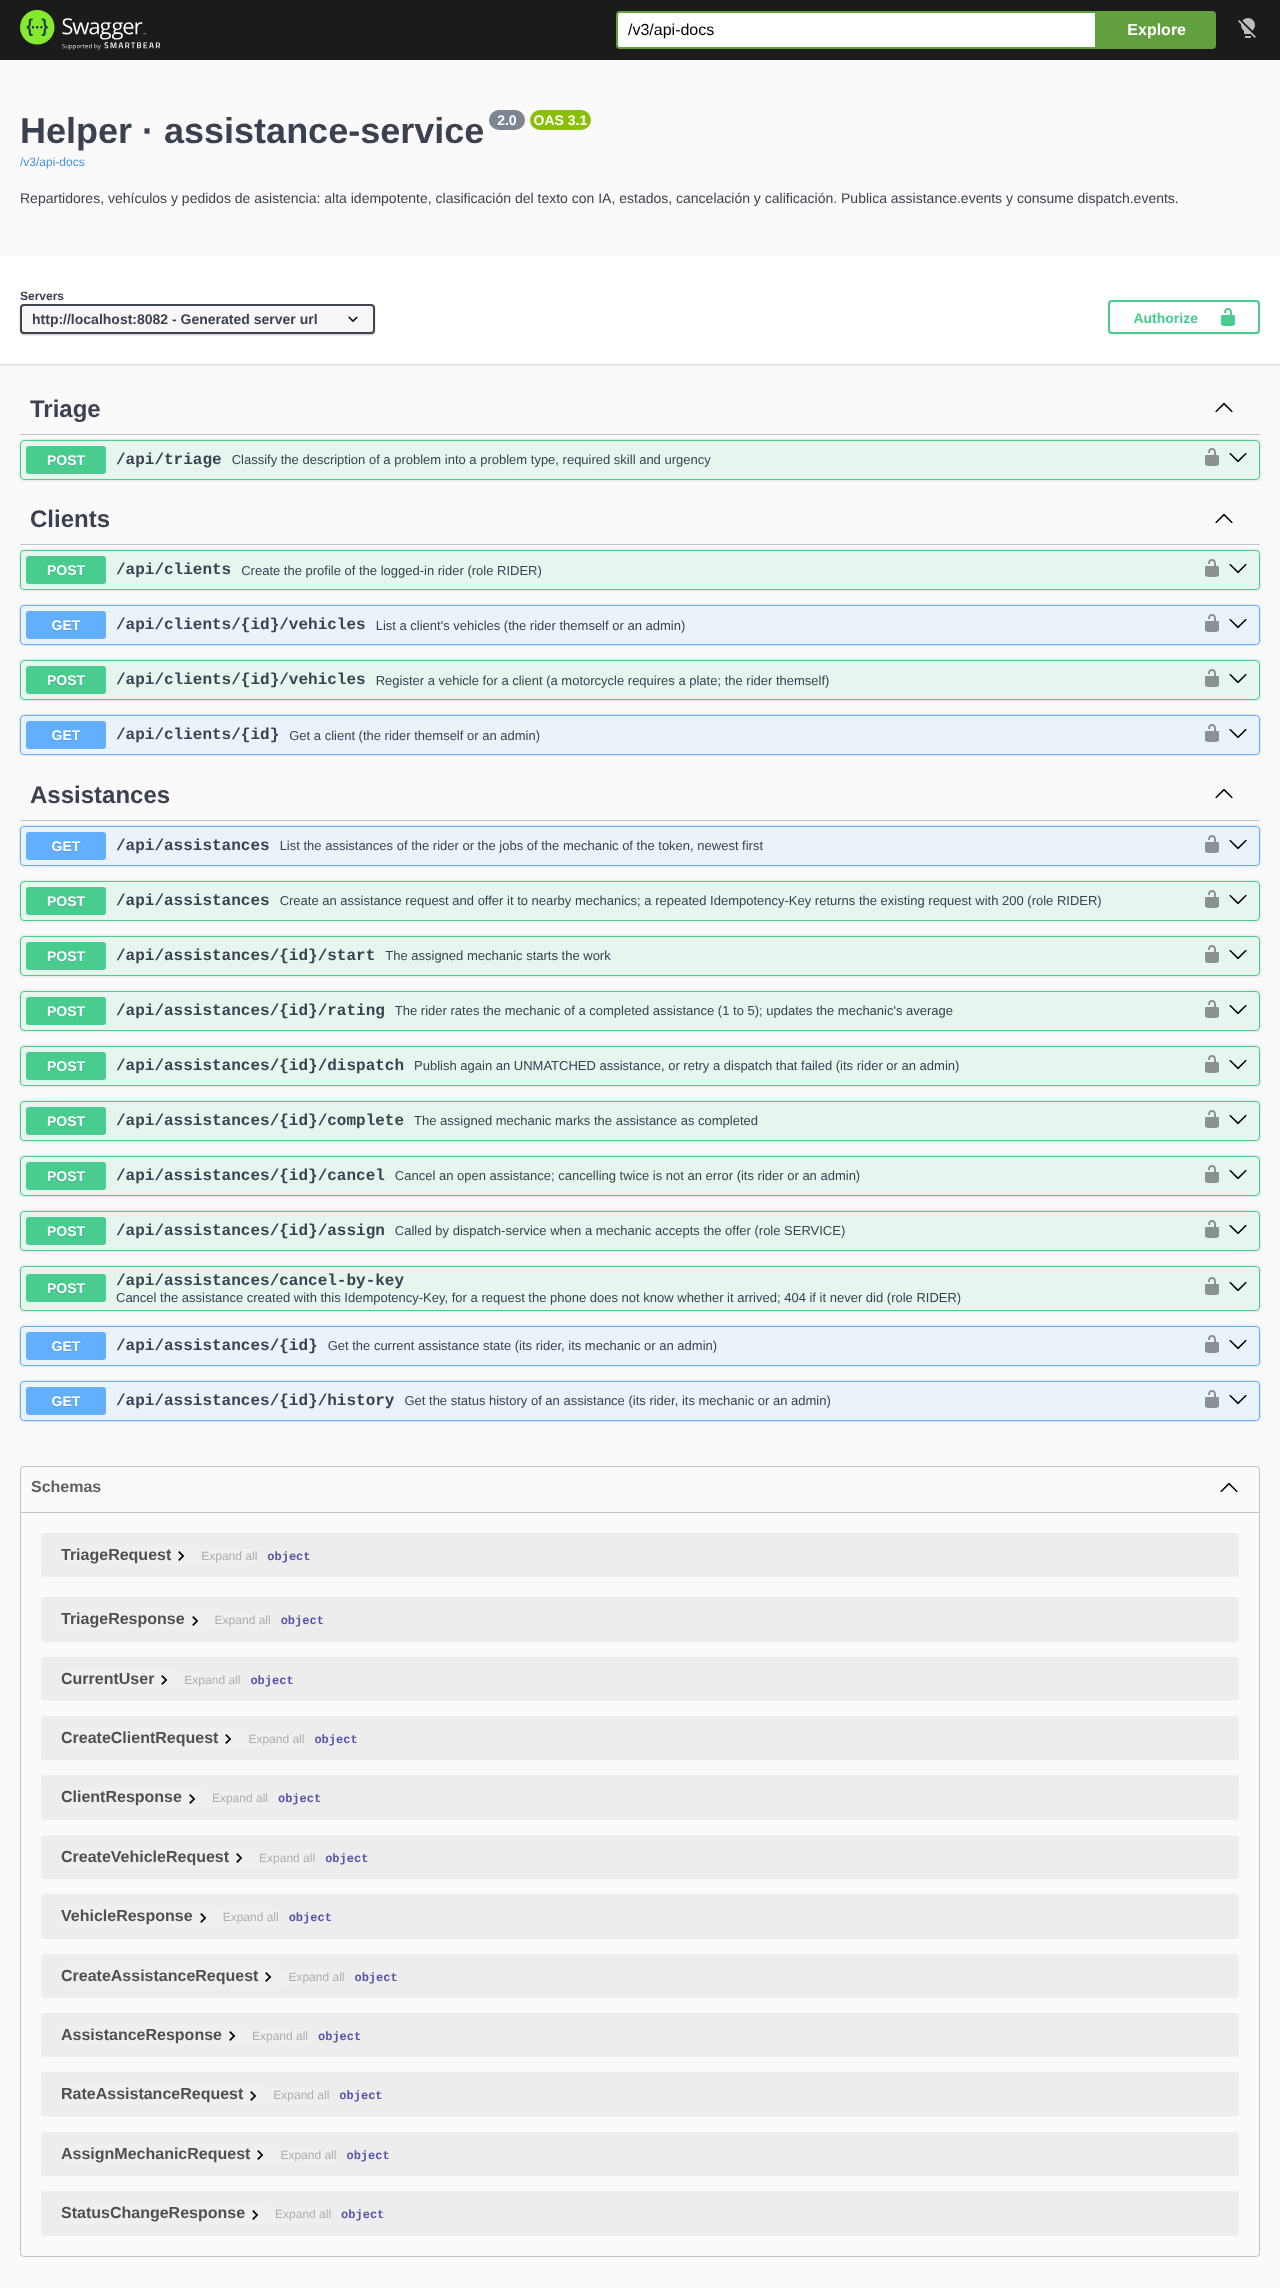 Swagger
Supported by SMARTBEAR
/v3/api-docs
Explore
Helper · assistance-service 2.0 OAS 3.1
/v3/api-docs
Repartidores, vehículos y pedidos de asistencia: alta idempotente, clasificación del texto con IA, estados, cancelación y calificación. Publica assistance.events y consume dispatch.events.
Servers
http://localhost:8082 - Generated server url
Authorize
Triage
POST /api/triage Classify the description of a problem into a problem type, required skill and urgency
Clients
POST /api/clients Create the profile of the logged-in rider (role RIDER)
GET /api/clients/{id}/vehicles List a client's vehicles (the rider themself or an admin)
POST /api/clients/{id}/vehicles Register a vehicle for a client (a motorcycle requires a plate; the rider themself)
GET /api/clients/{id} Get a client (the rider themself or an admin)
Assistances
GET /api/assistances List the assistances of the rider or the jobs of the mechanic of the token, newest first
POST /api/assistances Create an assistance request and offer it to nearby mechanics; a repeated Idempotency-Key returns the existing request with 200 (role RIDER)
POST /api/assistances/{id}/start The assigned mechanic starts the work
POST /api/assistances/{id}/rating The rider rates the mechanic of a completed assistance (1 to 5); updates the mechanic's average
POST /api/assistances/{id}/dispatch Publish again an UNMATCHED assistance, or retry a dispatch that failed (its rider or an admin)
POST /api/assistances/{id}/complete The assigned mechanic marks the assistance as completed
POST /api/assistances/{id}/cancel Cancel an open assistance; cancelling twice is not an error (its rider or an admin)
POST /api/assistances/{id}/assign Called by dispatch-service when a mechanic accepts the offer (role SERVICE)
POST /api/assistances/cancel-by-key
Cancel the assistance created with this Idempotency-Key, for a request the phone does not know whether it arrived; 404 if it never did (role RIDER)
GET /api/assistances/{id} Get the current assistance state (its rider, its mechanic or an admin)
GET /api/assistances/{id}/history Get the status history of an assistance (its rider, its mechanic or an admin)
Schemas
TriageRequest Expand all object
TriageResponse Expand all object
CurrentUser Expand all object
CreateClientRequest Expand all object
ClientResponse Expand all object
CreateVehicleRequest Expand all object
VehicleResponse Expand all object
CreateAssistanceRequest Expand all object
AssistanceResponse Expand all object
RateAssistanceRequest Expand all object
AssignMechanicRequest Expand all object
StatusChangeResponse Expand all object